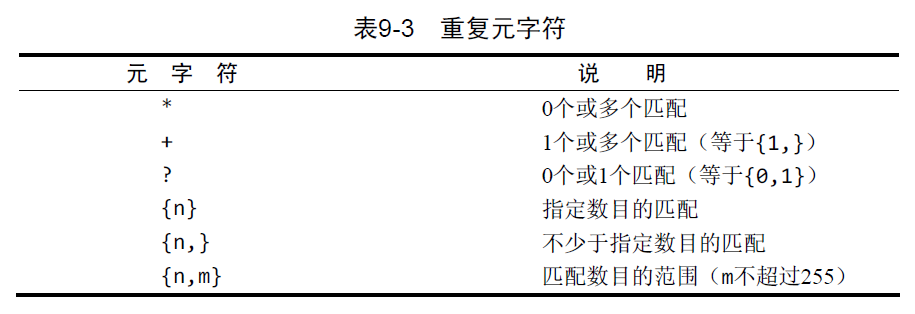 表9-3 重复元字符
元 字 符 说 明
* 0个或多个匹配
+ 1个或多个匹配（等于{1,}）
? 0个或1个匹配（等于{0,1}）
{n} 指定数目的匹配
{n,} 不少于指定数目的匹配
{n,m} 匹配数目的范围（m不超过255）